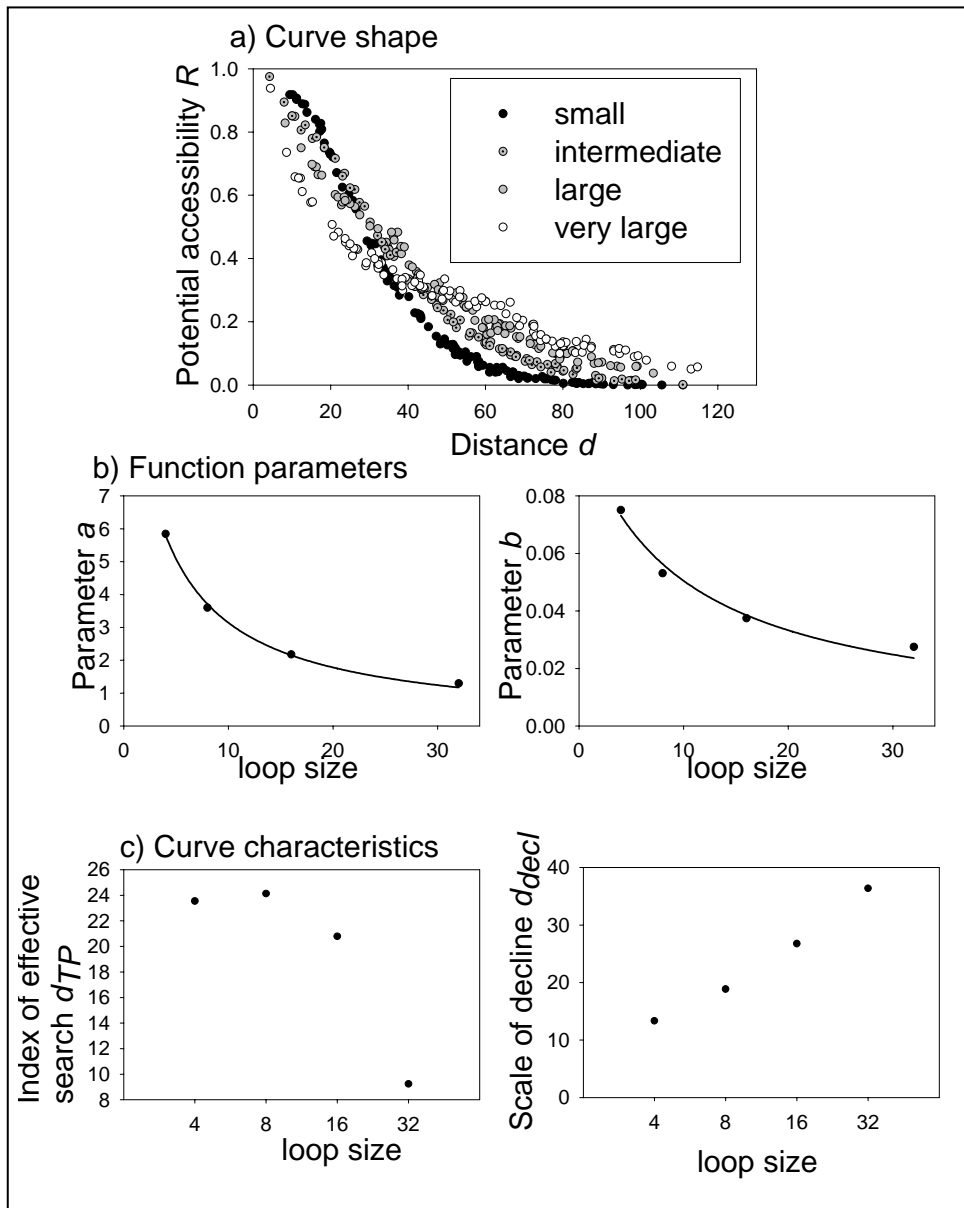 a) Curve shape
Potential accessibility R
1.0
0.8
0.6
0.4
0.2
0.0
small
intermediate
large
very large
0 20 40 60 80 100 120
Distance d
b) Function parameters
Parameter a
7
6
5
4
3
2
1
0
0 10 20 30
loop size
Parameter b
0.08
0.06
0.04
0.02
0.00
0 10 20 30
loop size
c) Curve characteristics
Index of effective
search dTP
26
24
22
20
18
16
14
12
10
8
4 8 16 32
loop size
Scale of decline ddecl
40
30
20
10
0
4 8 16 32
loop size